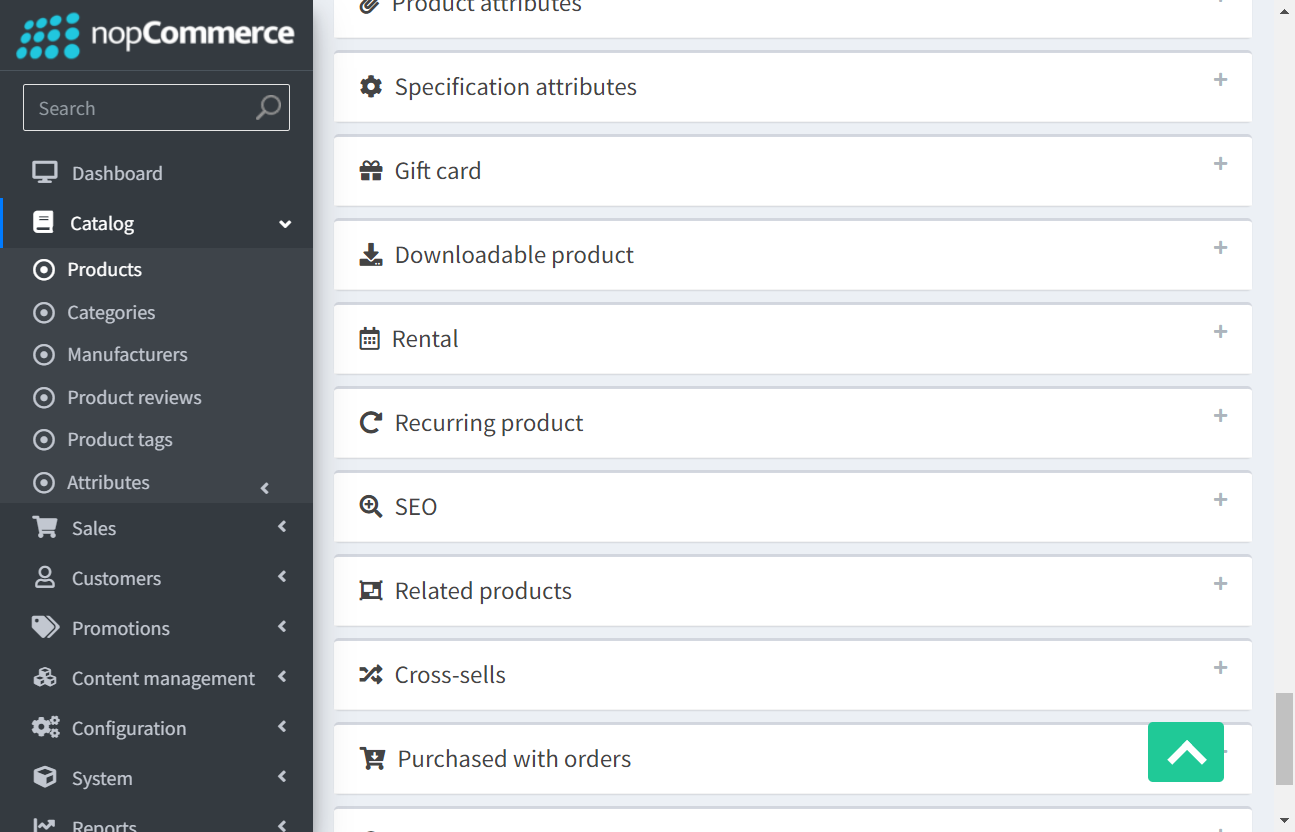 nopCommerce
Search
Dashboard
Catalog
Products
Categories
Manufacturers
Product reviews
Product tags
Attributes
Sales
Customers
Promotions
Content management
Configuration
System
Reports
Product attributes
Specification attributes
Gift card
Downloadable product
Rental
Recurring product
SEO
Related products
Cross-sells
Purchased with orders